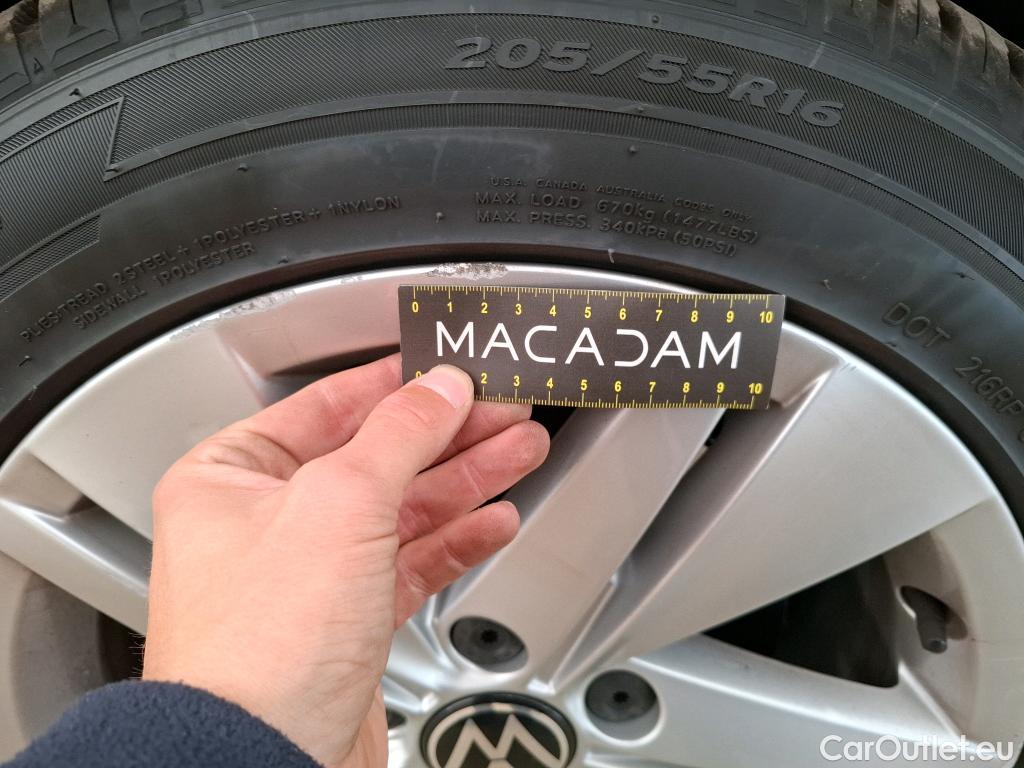 205/55R16
U.S.A. CANADA AUSTRALIA CODES ONLY
MAX. LOAD 670kg (1477LBS)
MAX. PRESS. 340KPa (50PSI)
PLIES: TREAD 2STEEL + 1POLYESTER + 1NYLON
SIDEWALL 1POLYESTER
0 1 2 3 4 5 6 7 8 9 10
MACADAM
0 2 3 4 5 6 7 8 9 10
DOT 21GRP
CarOutlet.eu